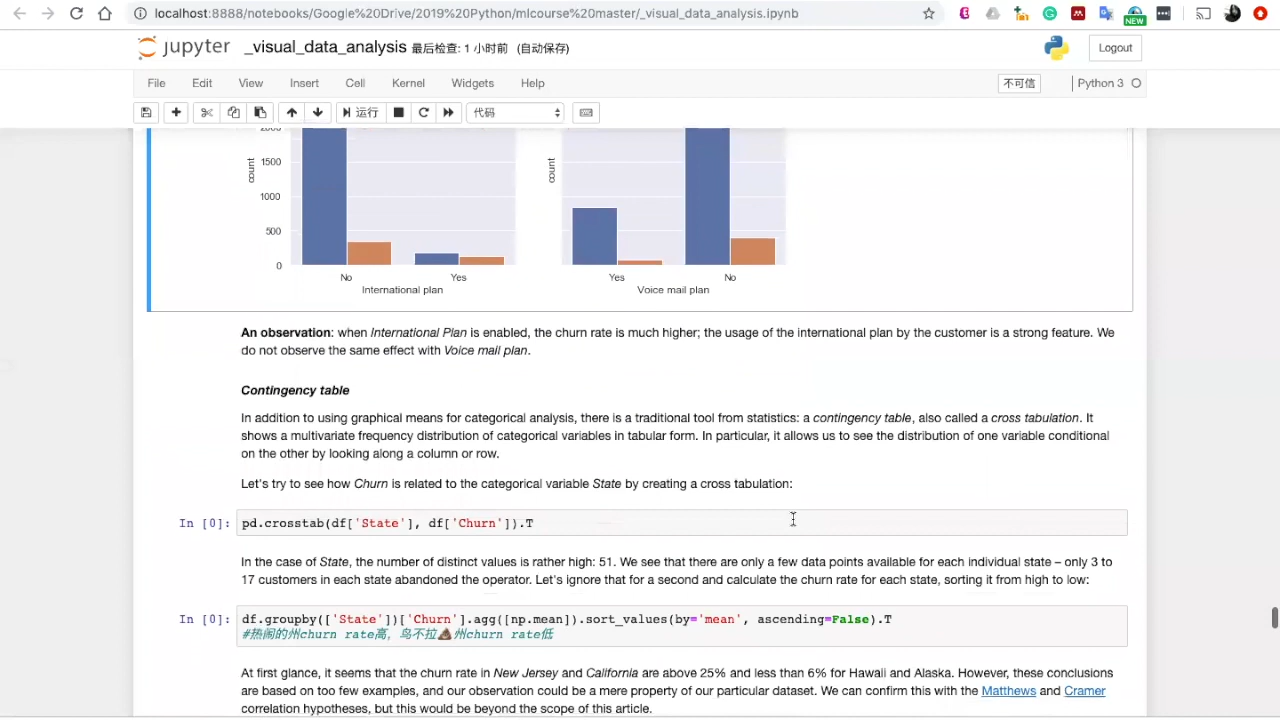 localhost:8888/notebooks/Google%20Drive/2020%20Python/mlcourse%20master/_visual_data_analysis.ipynb
NEW
jupyter _visual_data_analysis 最后检查: 1 小时前 (自动保存)
Logout
File Edit View Insert Cell Kernel Widgets Help
不可信
Python 3
运行
代码
2000
1500
1000
500
0
count
No
Yes
International plan
count
Yes
No
Voice mail plan
An observation: when International Plan is enabled, the churn rate is much higher; the usage of the international plan by the customer is a strong feature. We
do not observe the same effect with Voice mail plan.
Contingency table
In addition to using graphical means for categorical analysis, there is a traditional tool from statistics: a contingency table, also called a cross tabulation. It
shows a multivariate frequency distribution of categorical variables in tabular form. In particular, it allows us to see the distribution of one variable conditional
on the other by looking along a column or row.
Let's try to see how Churn is related to the categorical variable State by creating a cross tabulation:
In [0]: pd.crosstab(df['State'], df['Churn']).T
In the case of State, the number of distinct values is rather high: 51. We see that there are only a few data points available for each individual state – only 3 to
17 customers in each state abandoned the operator. Let's ignore that for a second and calculate the churn rate for each state, sorting it from high to low:
In [0]: df.groupby(['State'])['Churn'].agg([np.mean]).sort_values(by='mean', ascending=False).T
#热闹的州churn rate高, 鸟不拉💩州churn rate低
At first glance, it seems that the churn rate in New Jersey and California are above 25% and less than 6% for Hawaii and Alaska. However, these conclusions
are based on too few examples, and our observation could be a mere property of our particular dataset. We can confirm this with the Matthews and Cramer
correlation hypotheses, but this would be beyond the scope of this article.